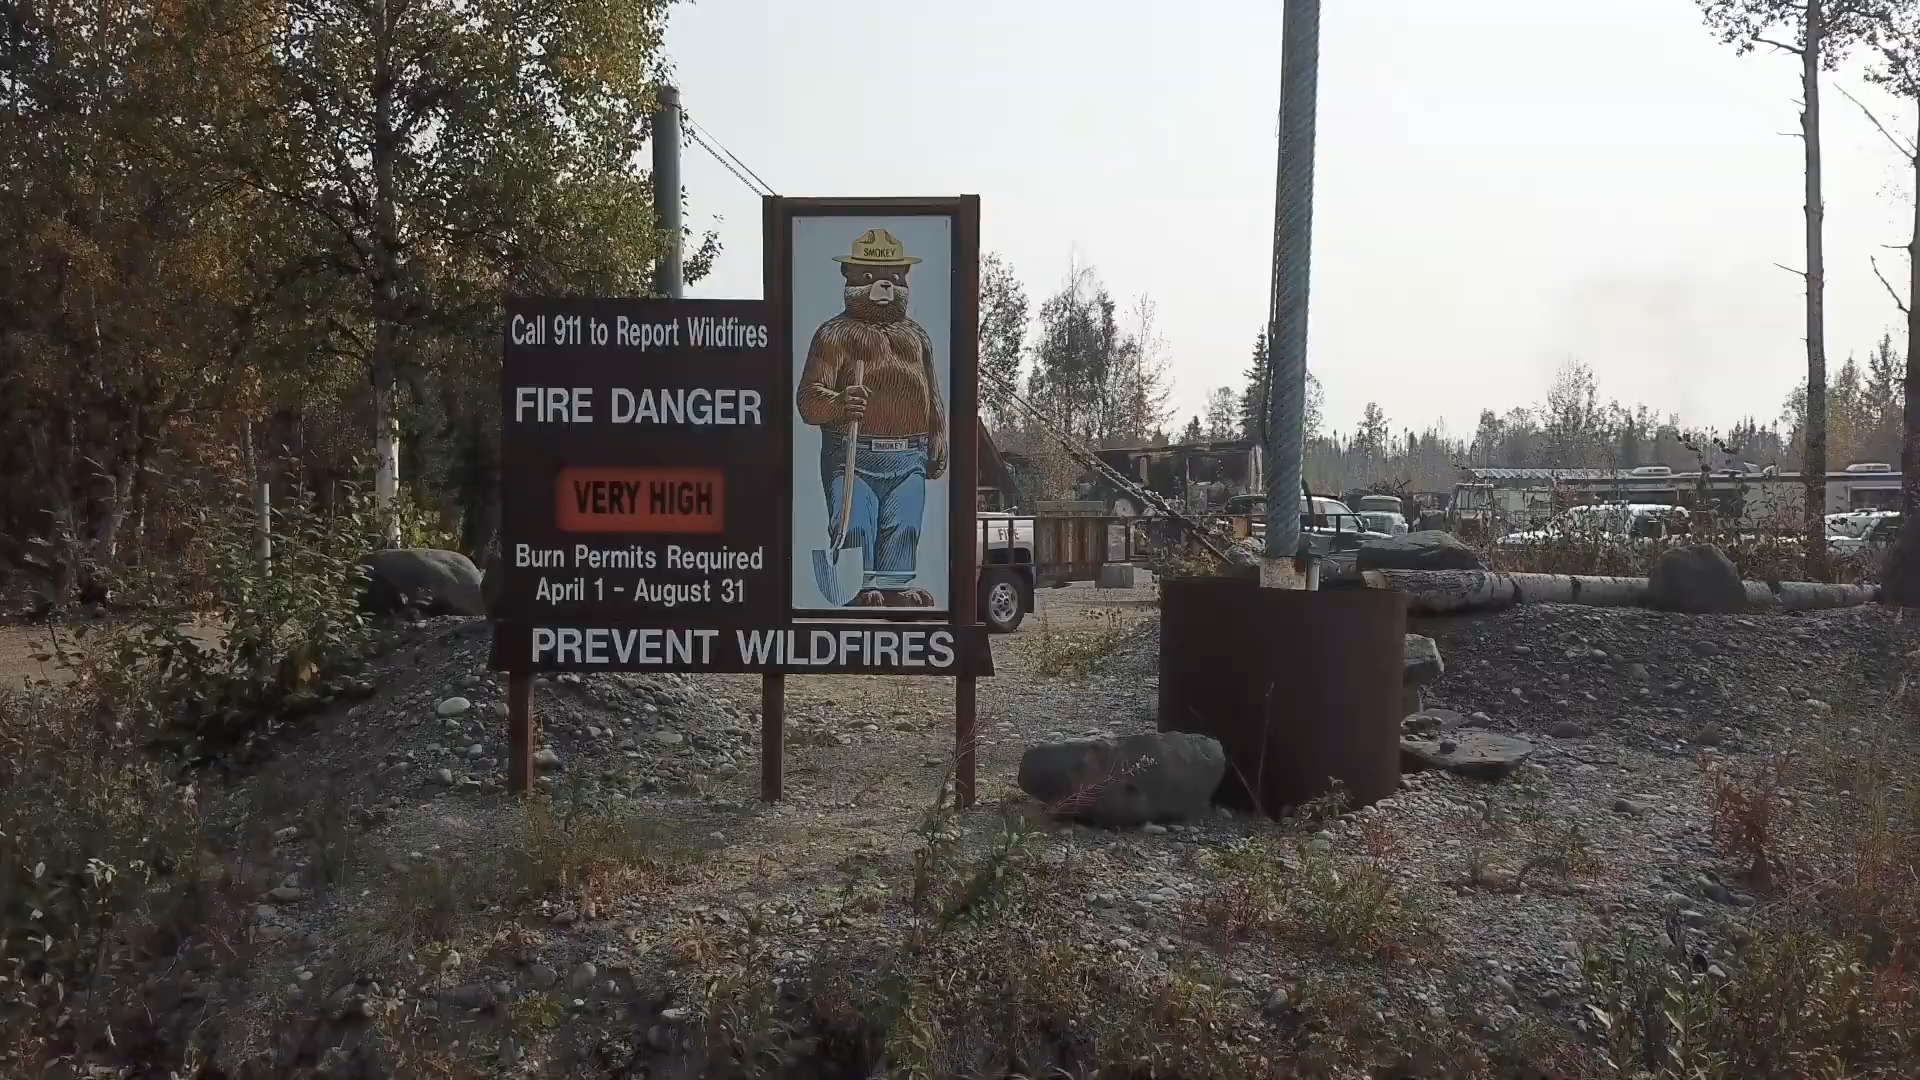 Call 911 to Report Wildfires
FIRE DANGER
VERY HIGH
Burn Permits Required
April 1 - August 31
PREVENT WILDFIRES
SMOKEY
SMOKEY
FIRE